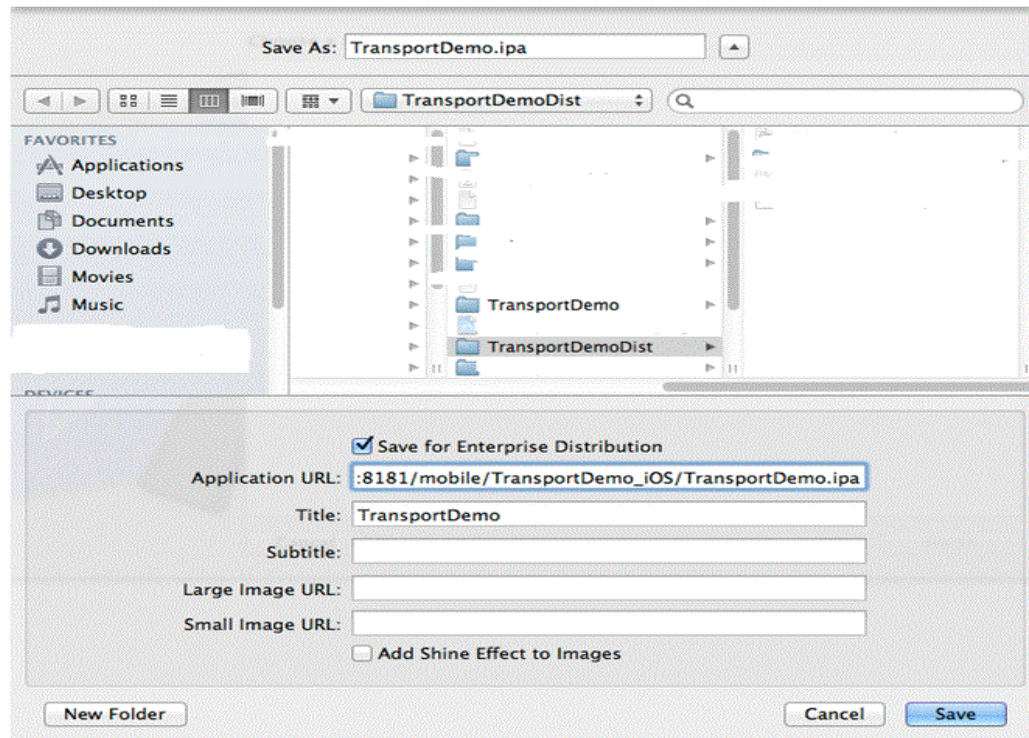 Save As: TransportDemo.ipa
TransportDemoDist
FAVORITES
Applications
Desktop
Documents
Downloads
Movies
Music
TransportDemo
TransportDemoDist
DEVICES
Save for Enterprise Distribution
Application URL: :8181/mobile/TransportDemo_iOS/TransportDemo.ipa
Title: TransportDemo
Subtitle:
Large Image URL:
Small Image URL:
Add Shine Effect to Images
New Folder Cancel Save